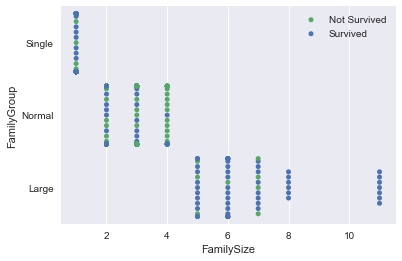 Not Survived
Survived
FamilyGroup
Single
Normal
Large
2
4
6
8
10
FamilySize